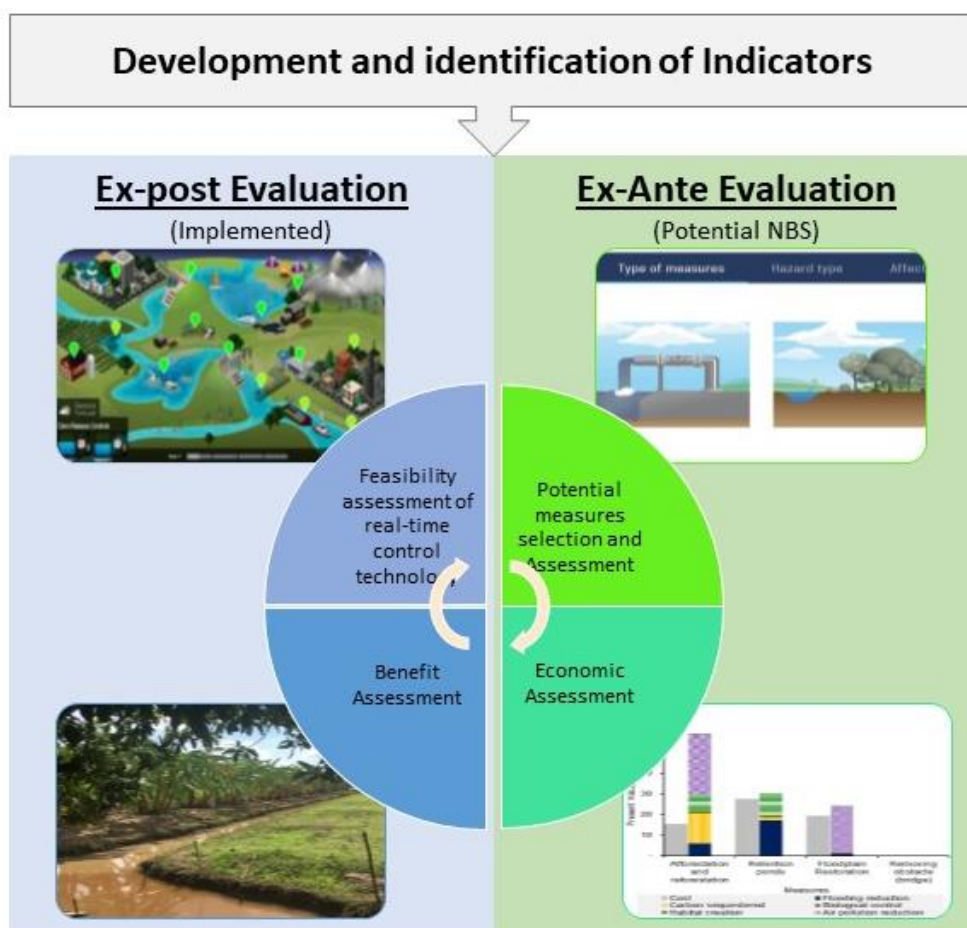 Development and identification of Indicators
Ex-post Evaluation
(Implemented)
Ex-Ante Evaluation
(Potential NBS)
Type of measures Hazard type Affect
Feasibility
assessment of
real-time
control
technology
Potential
measures
selection and
Assessment
Benefit
Assessment
Economic
Assessment
Afforestation
and
reforestation
Retention
ponds
Floodplain
Restoration
Removing
obstacle
(bridge)
Measures
Cost
Flooding reduction
Carbon sequestered
Biological control
Habitat creation
Air pollution reduction